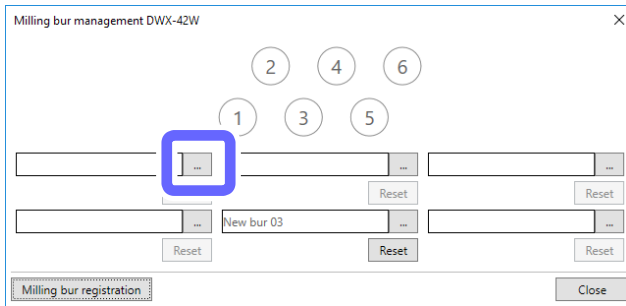 Milling bur management DWX-42W
2 4 6
1 3 5
... ... ...
Reset Reset
... New bur 03 ... ...
Reset Reset Reset
Milling bur registration Close